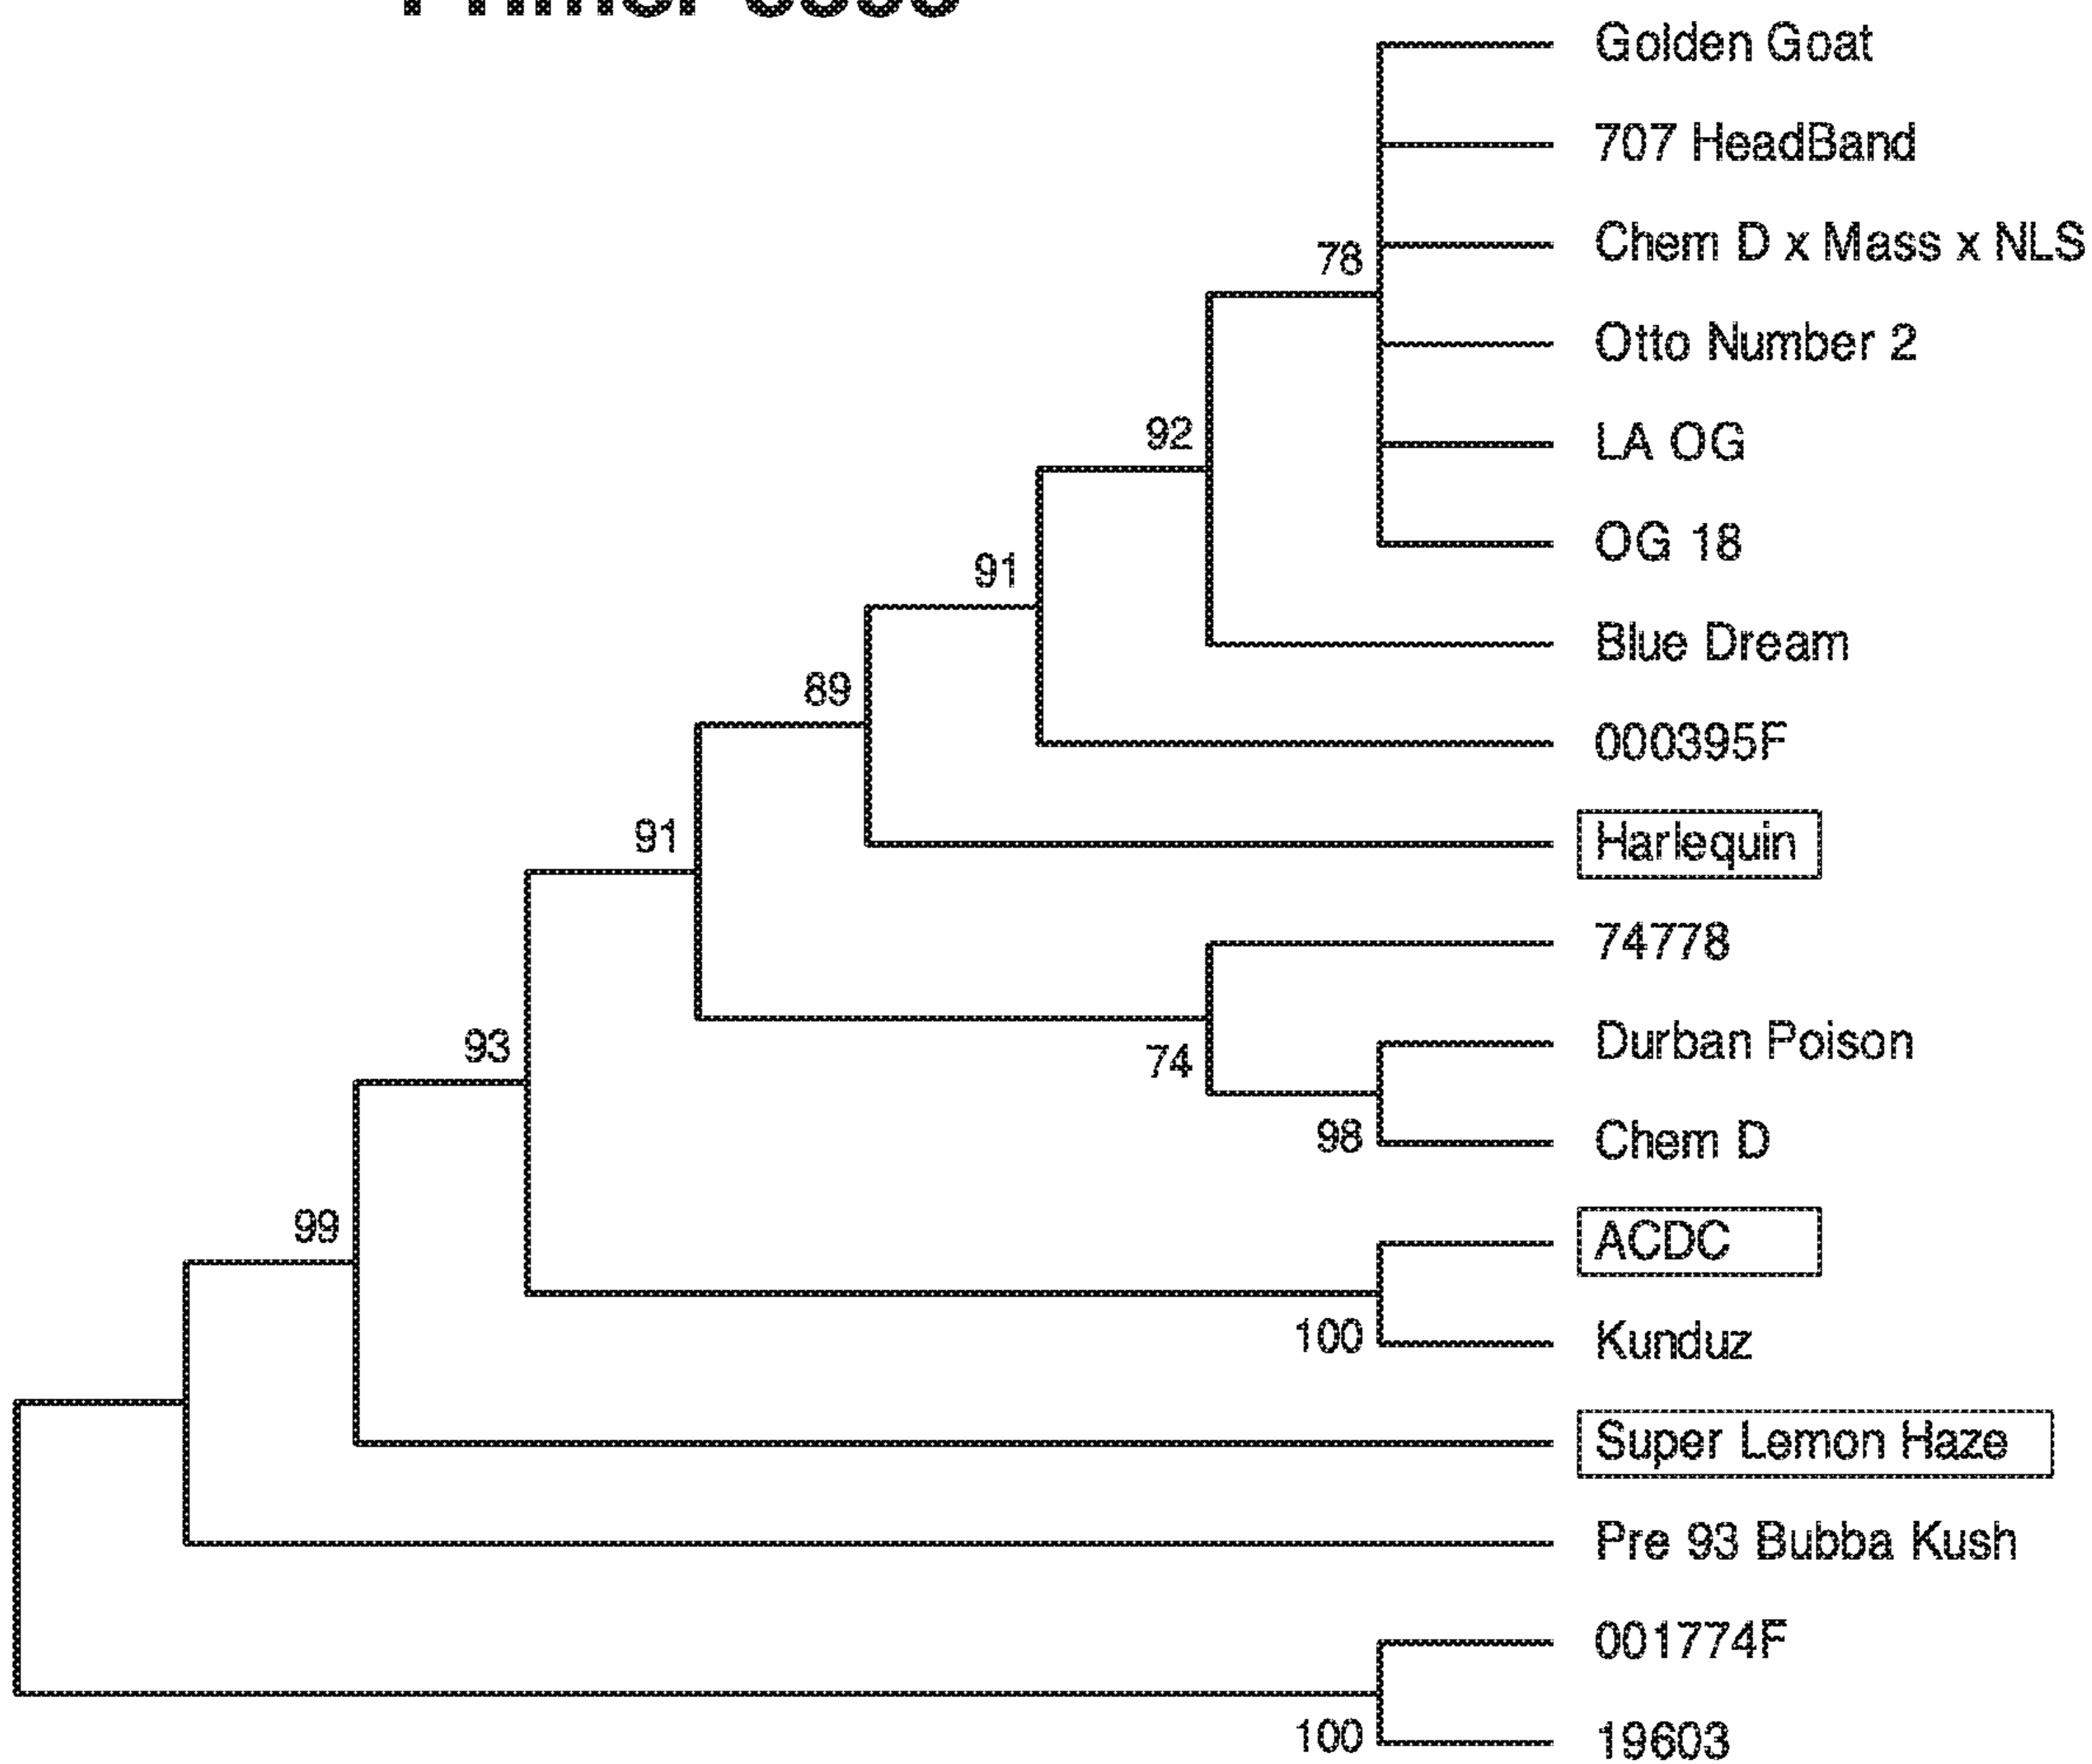 Golden Goat
707 HeadBand
Chem D x Mass x NLS
78
Otto Number 2
92
LA OG
OG 18
91
Blue Dream
89
000395F
91
Harlequin
74778
93
Durban Poison
74
98
Chem D
99
ACDC
100
Kunduz
Super Lemon Haze
Pre 93 Bubba Kush
001774F
100
19603